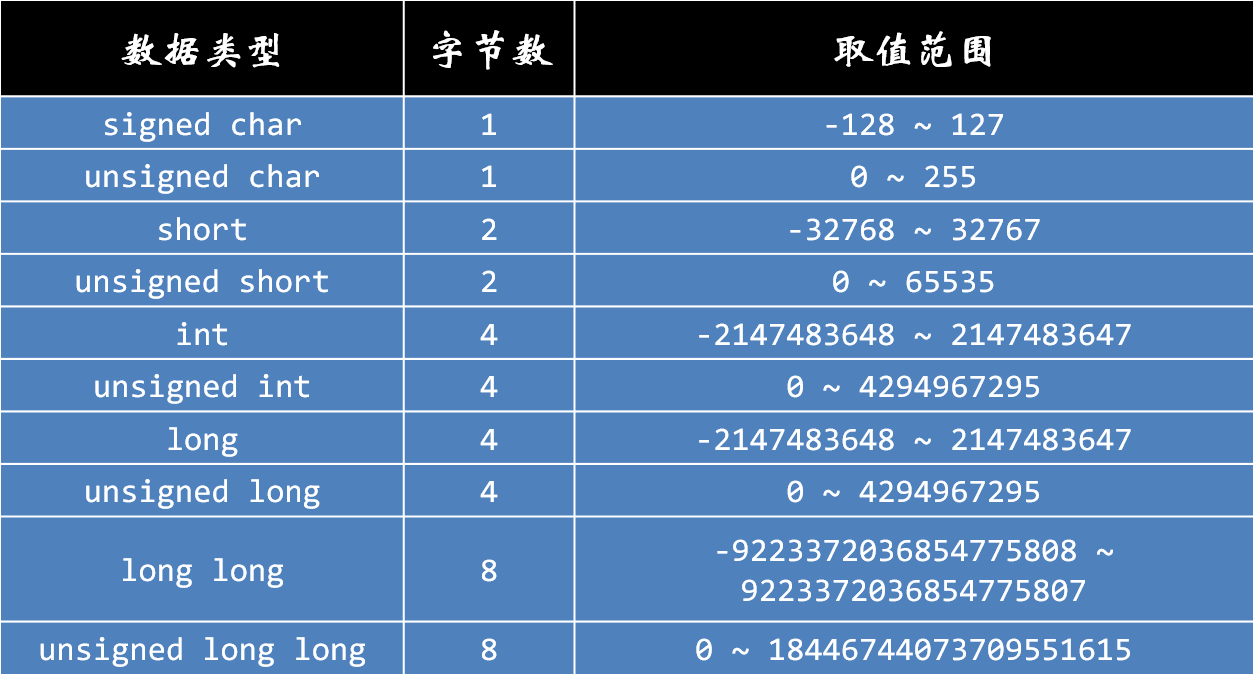 数据类型 字节数 取值范围
signed char 1 -128 ~ 127
unsigned char 1 0 ~ 255
short 2 -32768 ~ 32767
unsigned short 2 0 ~ 65535
int 4 -2147483648 ~ 2147483647
unsigned int 4 0 ~ 4294967295
long 4 -2147483648 ~ 2147483647
unsigned long 4 0 ~ 4294967295
long long 8 -9223372036854775808 ~
9223372036854775807
unsigned long long 8 0 ~ 18446744073709551615